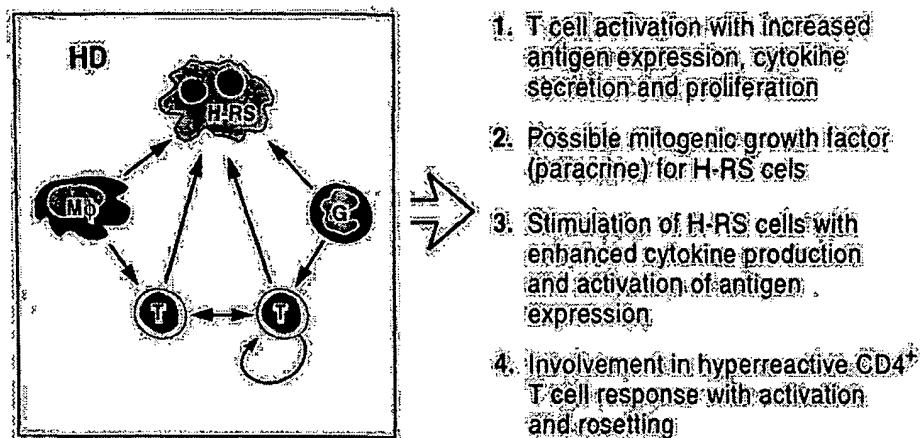 HD
H-RS
Mφ
G
T
T
1. T cell activation with increased
antigen expression, cytokine
secretion and proliferation
2. Possible mitogenic growth factor
(paracrine) for H-RS cels
3. Stimulation of H-RS cells with
enhanced cytokine production
and activation of antigen
expression
4. Involvement in hyperreactive CD4⁺
T cell response with activation
and rosetting